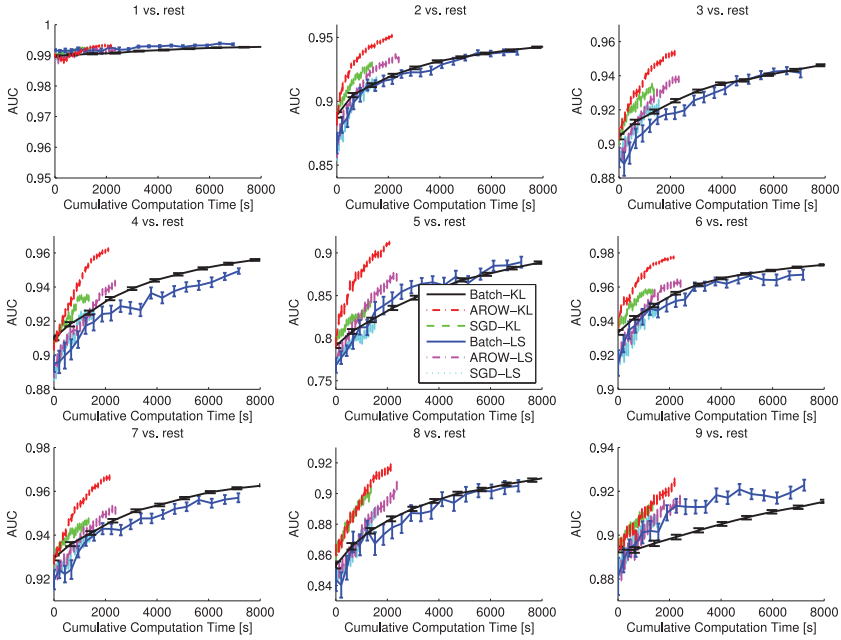 1 vs. rest
1
0.99
0.98
0.97
0.96
0.95
AUC
0 2000 4000 6000 8000
Cumulative Computation Time [s]
2 vs. rest
0.95
0.9
0.85
AUC
0 2000 4000 6000 8000
Cumulative Computation Time [s]
3 vs. rest
0.96
0.94
0.92
0.9
0.88
AUC
0 2000 4000 6000 8000
Cumulative Computation Time [s]
4 vs. rest
0.96
0.94
0.92
0.9
0.88
AUC
0 2000 4000 6000 8000
Cumulative Computation Time [s]
5 vs. rest
0.9
0.85
0.8
0.75
AUC
Batch-KL
AROW-KL
SGD-KL
Batch-LS
AROW-LS
SGD-LS
0 2000 4000 6000 8000
Cumulative Computation Time [s]
6 vs. rest
0.98
0.96
0.94
0.92
0.9
AUC
0 2000 4000 6000 8000
Cumulative Computation Time [s]
7 vs. rest
0.98
0.96
0.94
0.92
AUC
0 2000 4000 6000 8000
Cumulative Computation Time [s]
8 vs. rest
0.92
0.9
0.88
0.86
0.84
AUC
0 2000 4000 6000 8000
Cumulative Computation Time [s]
9 vs. rest
0.94
0.92
0.9
0.88
AUC
0 2000 4000 6000 8000
Cumulative Computation Time [s]